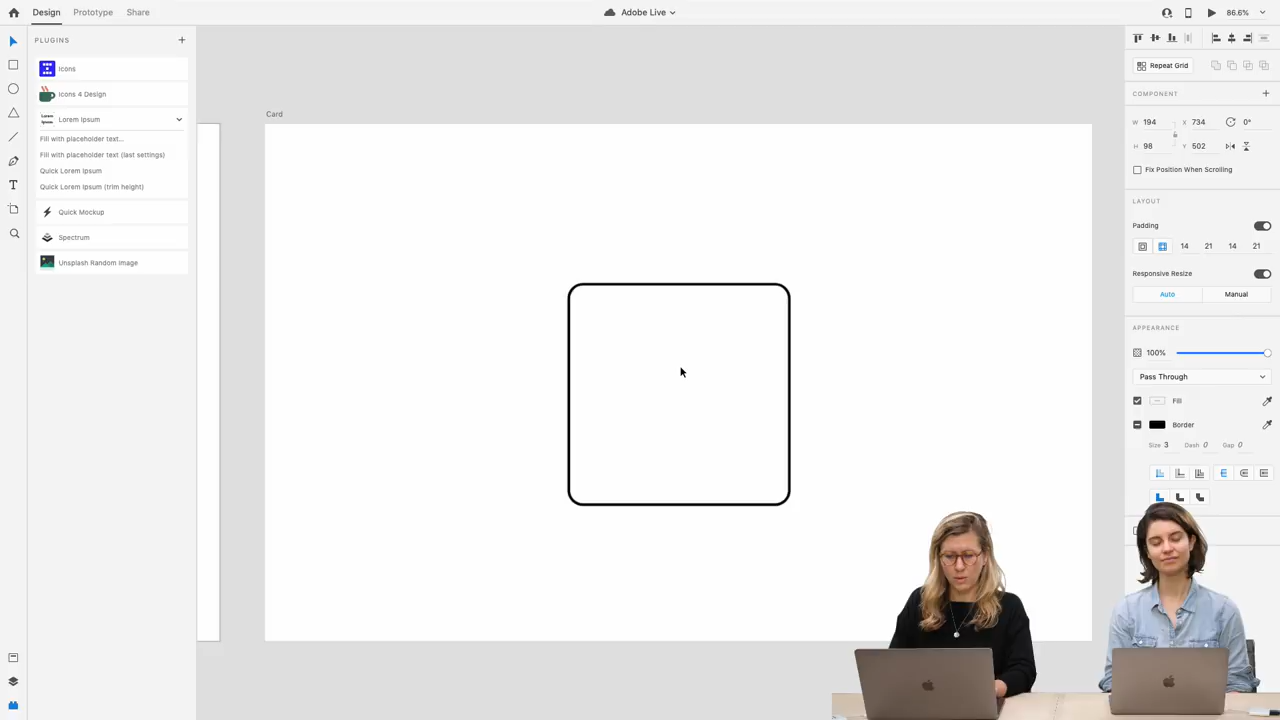 Design Prototype Share
Adobe Live
86.6%
PLUGINS
Icons
Icons 4 Design
Lorem Ipsum
Lorem Ipsum
Fill with placeholder text...
Fill with placeholder text (last settings)
Quick Lorem Ipsum
Quick Lorem Ipsum (trim height)
Quick Mockup
Spectrum
Unsplash Random Image
Card
Repeat Grid
COMPONENT
W 194 X 734 0°
H 98 Y 502
Fix Position When Scrolling
LAYOUT
Padding
14 21 14 21
Responsive Resize
Auto Manual
APPEARANCE
100%
Pass Through
Fill
Border
Size 3 Dash 0 Gap 0